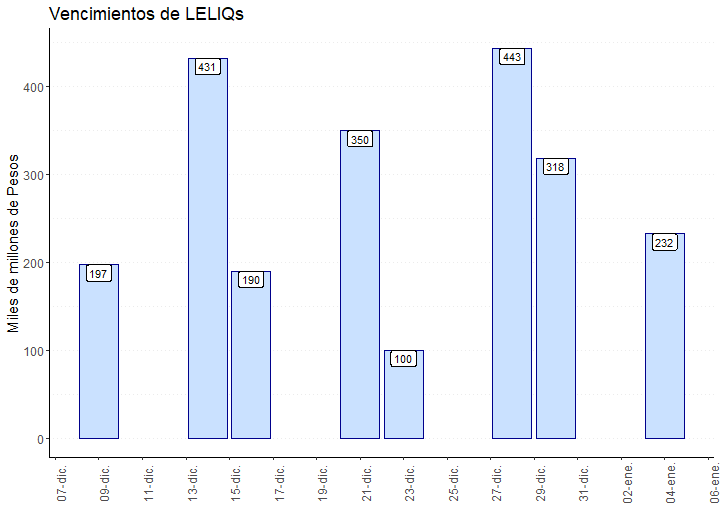 Vencimientos de LELIQs
Miles de millones de Pesos
400
300
200
100
0
197
431
190
350
100
443
318
232
07-dic.
09-dic.
11-dic.
13-dic.
15-dic.
17-dic.
19-dic.
21-dic.
23-dic.
25-dic.
27-dic.
29-dic.
31-dic.
02-ene.
04-ene.
06-ene.